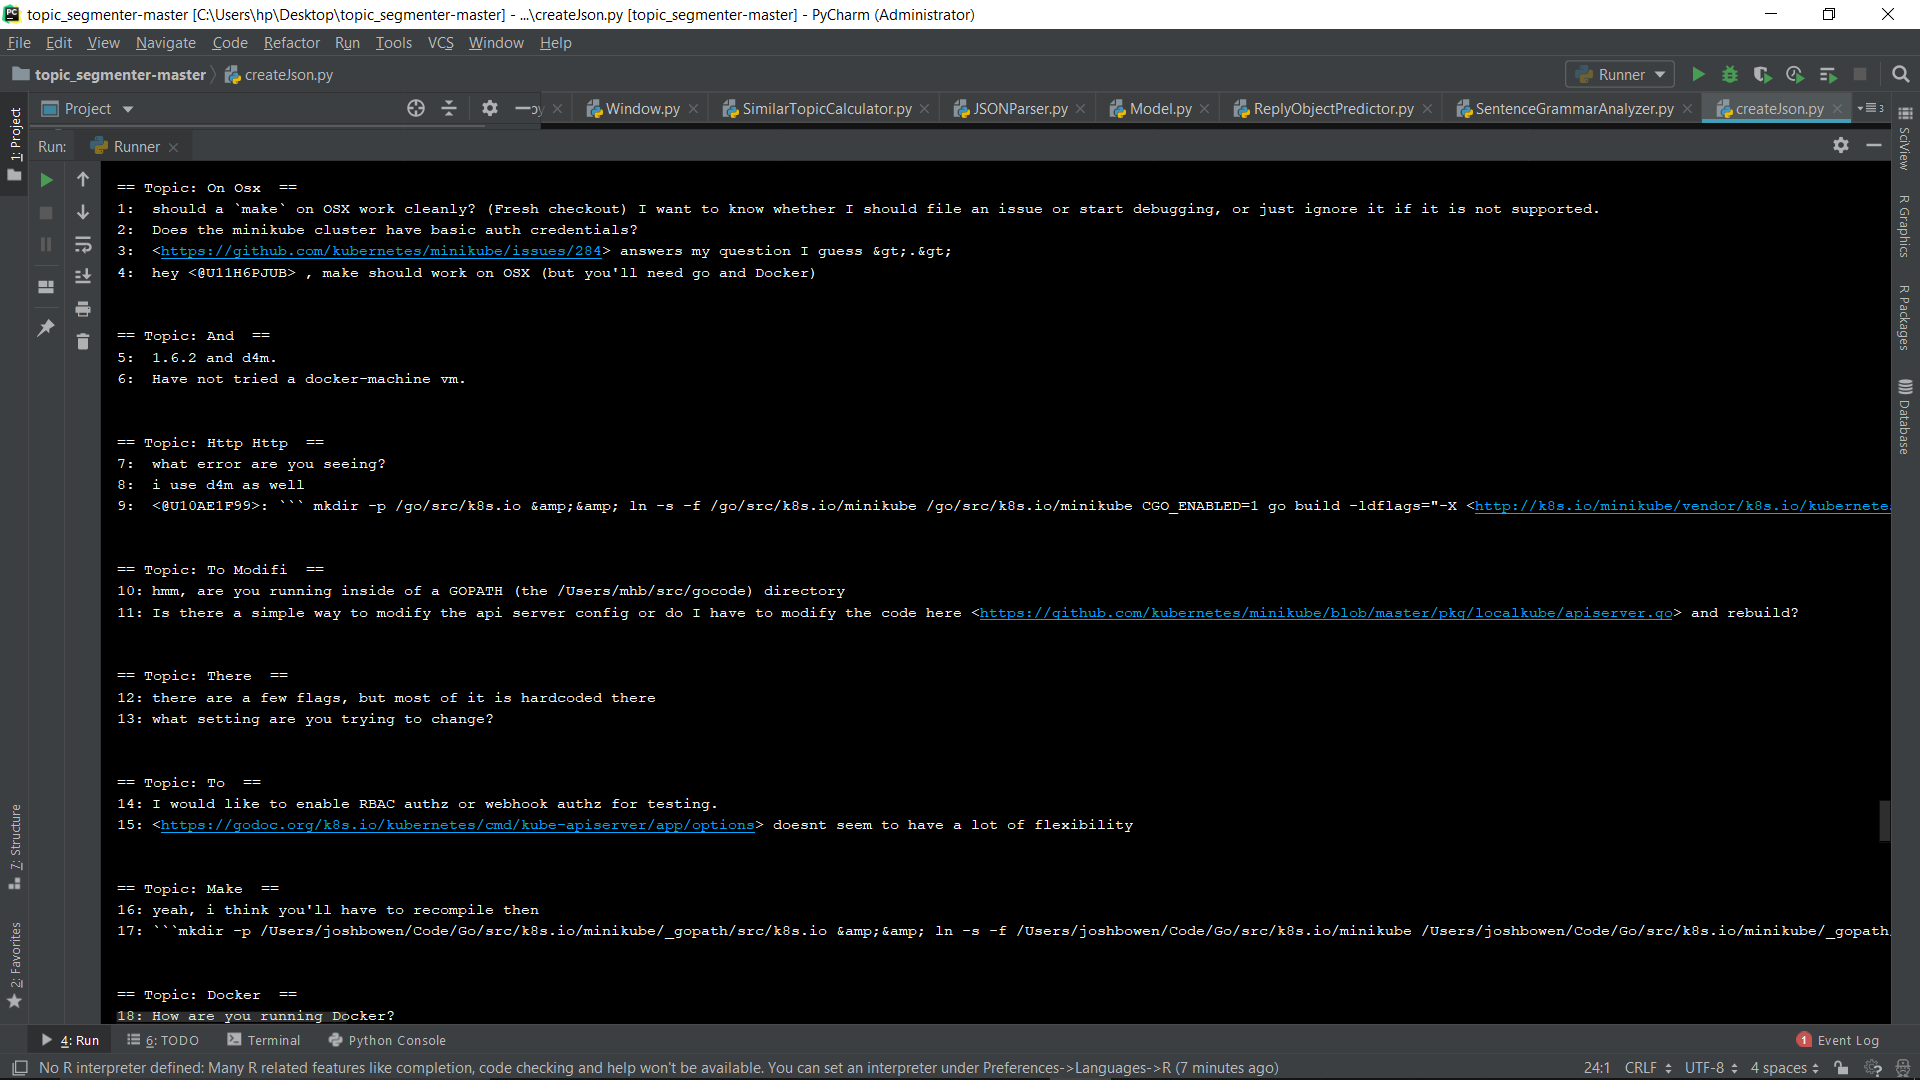 topic_segmenter-master [C:\Users\hp\Desktop\topic_segmenter-master] - ...\createJson.py [topic_segmenter-master] - PyCharm (Administrator)
File Edit View Navigate Code Refactor Run Tools VCS Window Help
topic_segmenter-master createJson.py Runner
1: Project Project py Window.py SimilarTopicCalculator.py JSONParser.py Model.py ReplyObjectPredictor.py SentenceGrammarAnalyzer.py createJson.py 3
Run: Runner
== Topic: On Osx ==
1: should a `make` on OSX work cleanly? (Fresh checkout) I want to know whether I should file an issue or start debugging, or just ignore it if it is not supported.
2: Does the minikube cluster have basic auth credentials?
3: <https://github.com/kubernetes/minikube/issues/284> answers my question I guess &gt;.&gt;
4: hey <@U11H6PJUB> , make should work on OSX (but you'll need go and Docker)
== Topic: And ==
5: 1.6.2 and d4m.
6: Have not tried a docker-machine vm.
== Topic: Http Http ==
7: what error are you seeing?
8: i use d4m as well
9: <@U10AE1F99>: ``` mkdir -p /go/src/k8s.io &amp;&amp; ln -s -f /go/src/k8s.io/minikube /go/src/k8s.io/minikube CGO_ENABLED=1 go build -ldflags="-X <http://k8s.io/minikube/vendor/k8s.io/kubernete
== Topic: To Modifi ==
10: hmm, are you running inside of a GOPATH (the /Users/mhb/src/gocode) directory
11: Is there a simple way to modify the api server config or do I have to modify the code here <https://github.com/kubernetes/minikube/blob/master/pkg/localkube/apiserver.go> and rebuild?
== Topic: There ==
12: there are a few flags, but most of it is hardcoded there
13: what setting are you trying to change?
== Topic: To ==
14: I would like to enable RBAC authz or webhook authz for testing.
15: <https://godoc.org/k8s.io/kubernetes/cmd/kube-apiserver/app/options> doesnt seem to have a lot of flexibility
== Topic: Make ==
16: yeah, i think you'll have to recompile then
17: ```mkdir -p /Users/joshbowen/Code/Go/src/k8s.io/minikube/_gopath/src/k8s.io &amp;&amp; ln -s -f /Users/joshbowen/Code/Go/src/k8s.io/minikube /Users/joshbowen/Code/Go/src/k8s.io/minikube/_gopath
== Topic: Docker ==
18: How are you running Docker?
SciView
R Graphics
R Packages
Database
7: Structure
2: Favorites
4: Run 6: TODO Terminal Python Console 1 Event Log
No R interpreter defined: Many R related features like completion, code checking and help won't be available. You can set an interpreter under Preferences->Languages->R (7 minutes ago) 24:1 CRLF UTF-8 4 spaces